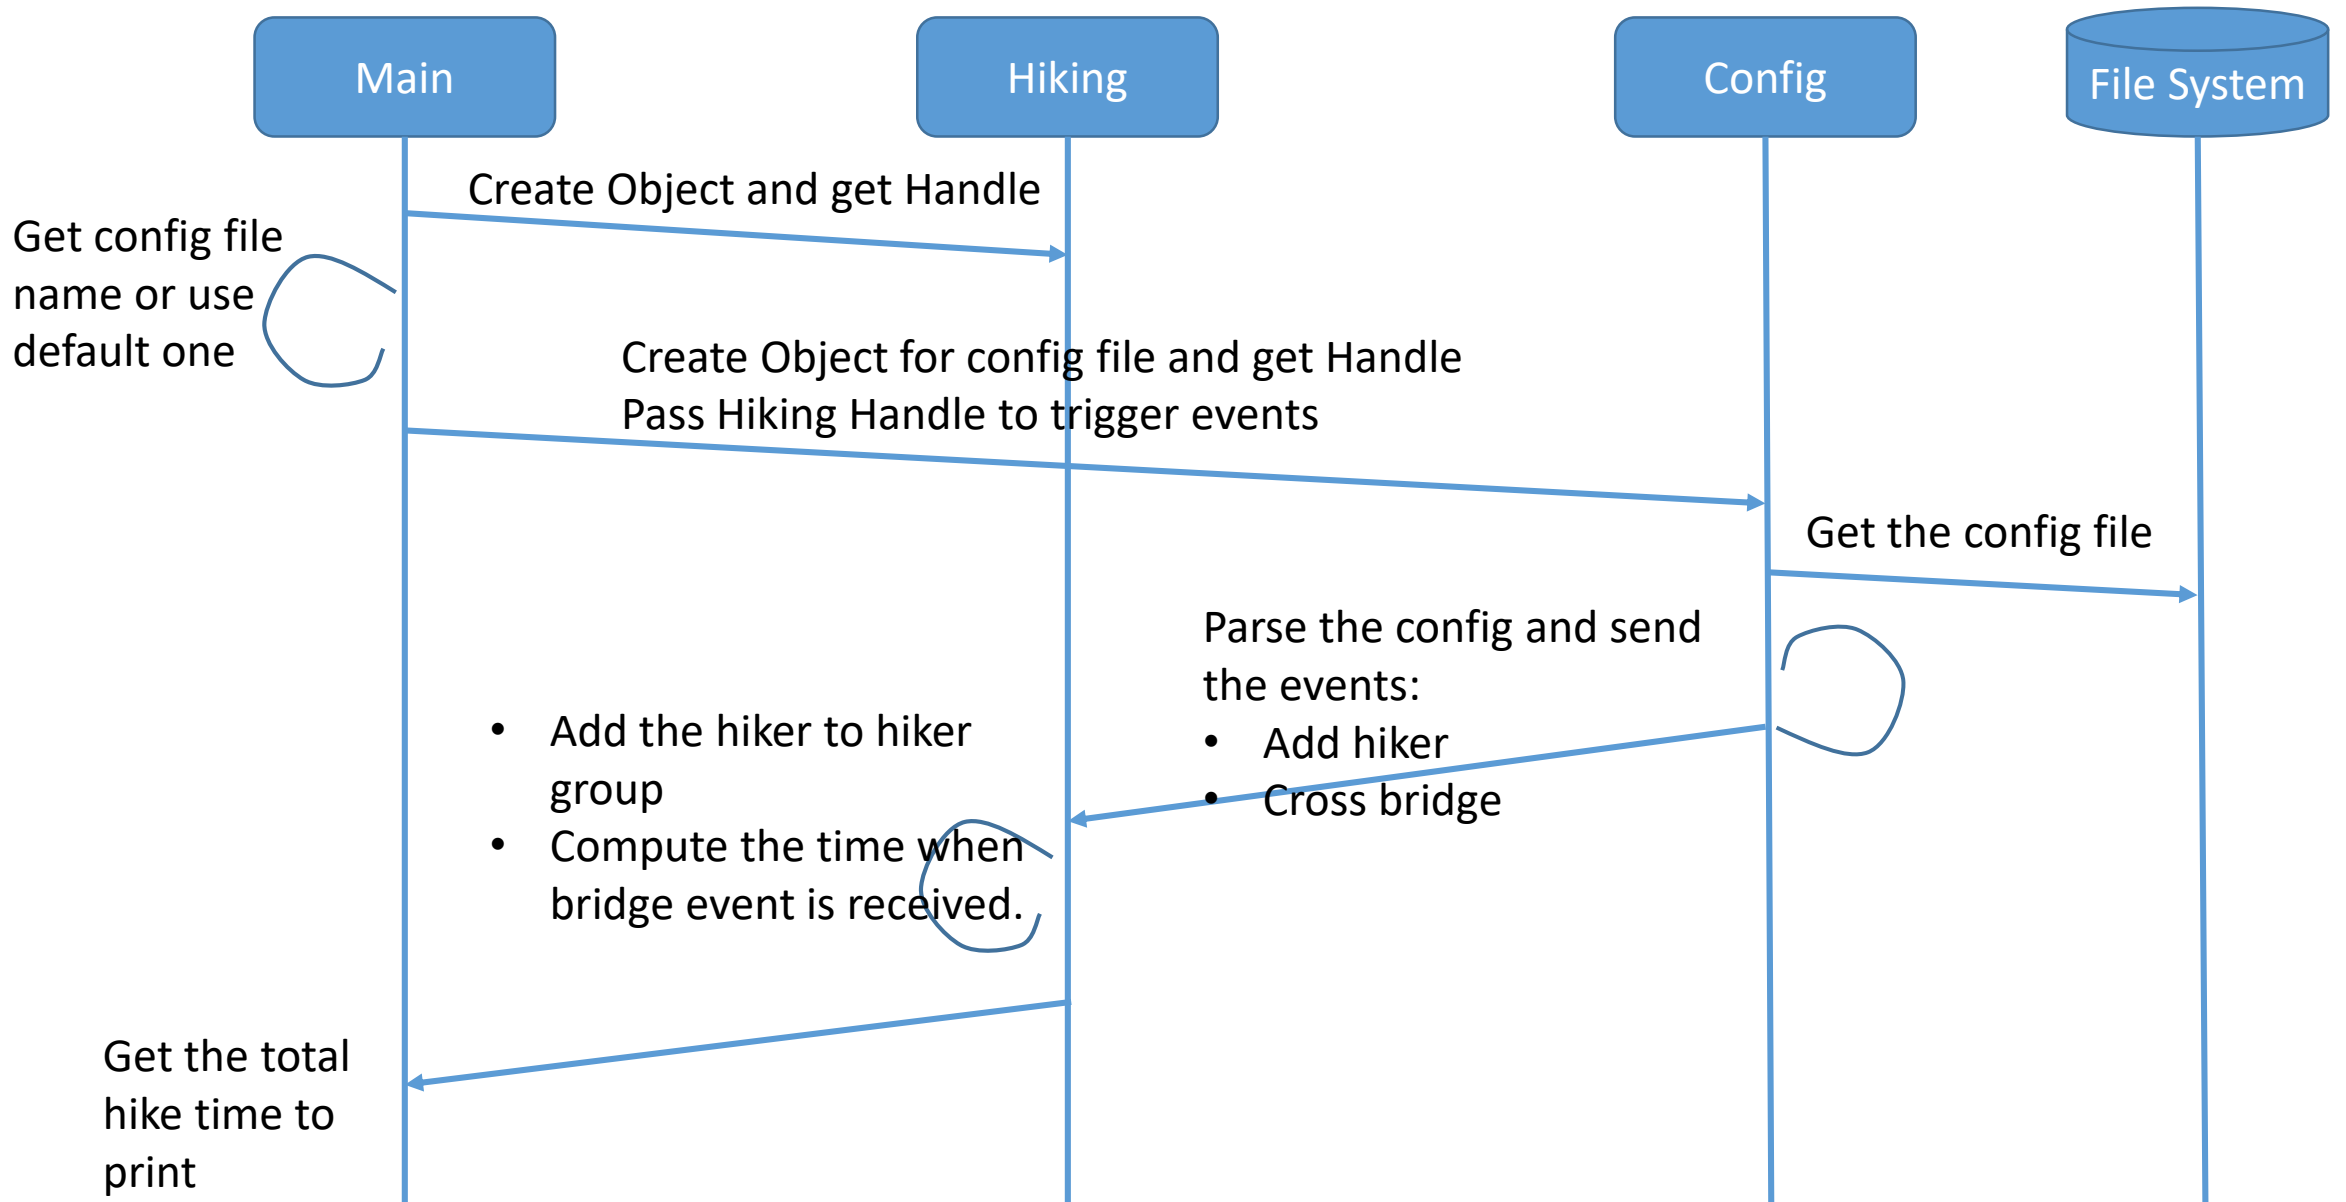 Main
Hiking
Config
File System
Create Object and get Handle
Get config file
name or use
default one
Create Object for config file and get Handle
Pass Hiking Handle to trigger events
Get the config file
Parse the config and send
the events:
• Add hiker
• Cross bridge
• Add the hiker to hiker
group
• Compute the time when
bridge event is received.
Get the total
hike time to
print